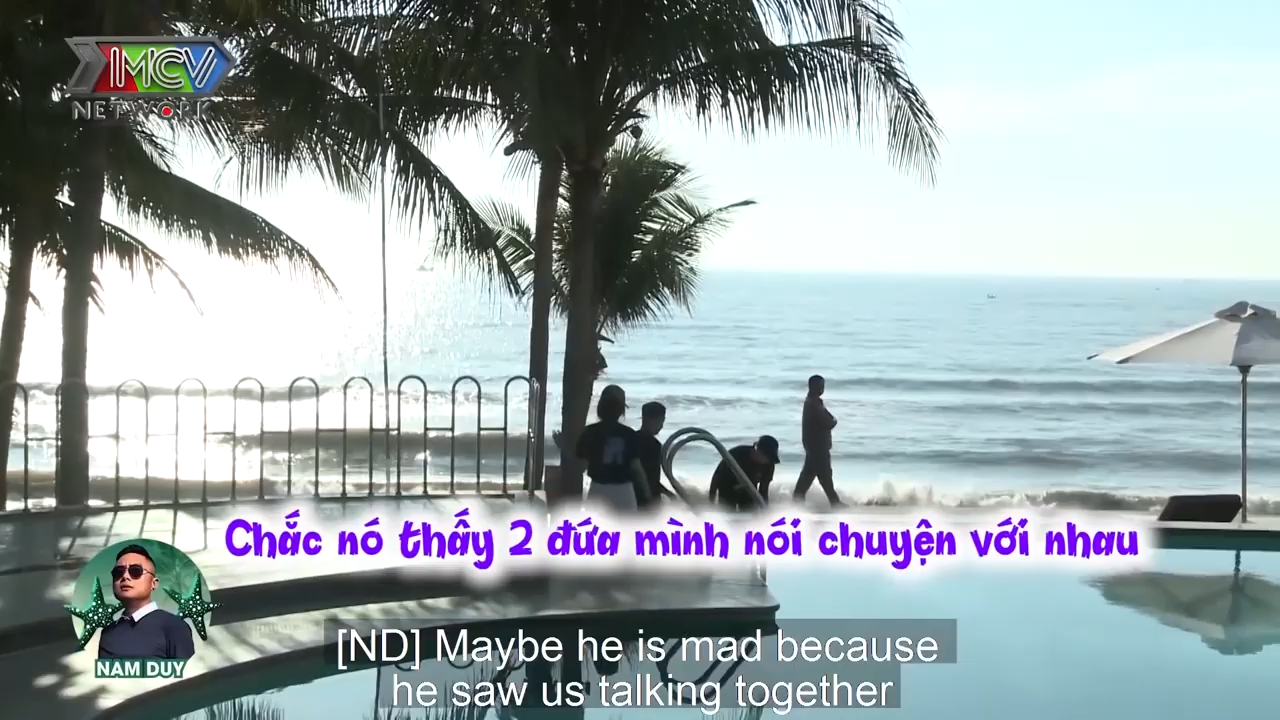 MCV
NETWORK
Chắc nó thấy 2 đứa mình nói chuyện với nhau
NAM DUY
[ND] Maybe he is mad because
he saw us talking together